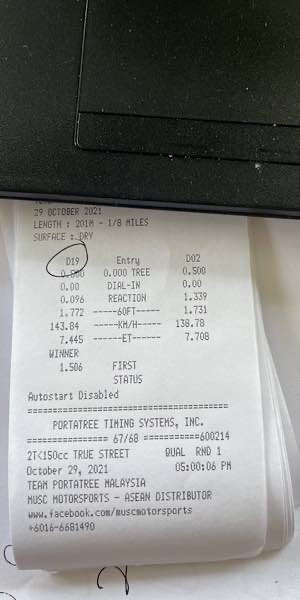 29 OCTOBER 2021
LENGTH : 201M - 1/8 MILES
SURFACE : DRY
D19 Entry D02
0.500 0.000 TREE 0.500
0.00 DIAL-IN 0.00
0.096 REACTION 1.339
1.772 -----60FT----- 1.731
143.84 -----KM/H----- 138.78
7.445 ------ET------ 7.708
WINNER
1.506 FIRST
STATUS
Autostart Disabled
========================================
PORTATREE TIMING SYSTEMS, INC.
================ 67/68 ===========600214
2T<150cc TRUE STREET QUAL RND 1
October 29, 2021 05:00:06 PM
TEAM PORTATREE MALAYSIA
MUSC MOTORSPORTS - ASEAN DISTRIBUTOR
www.facebook.com/muscmotorsports
+6016-6681490